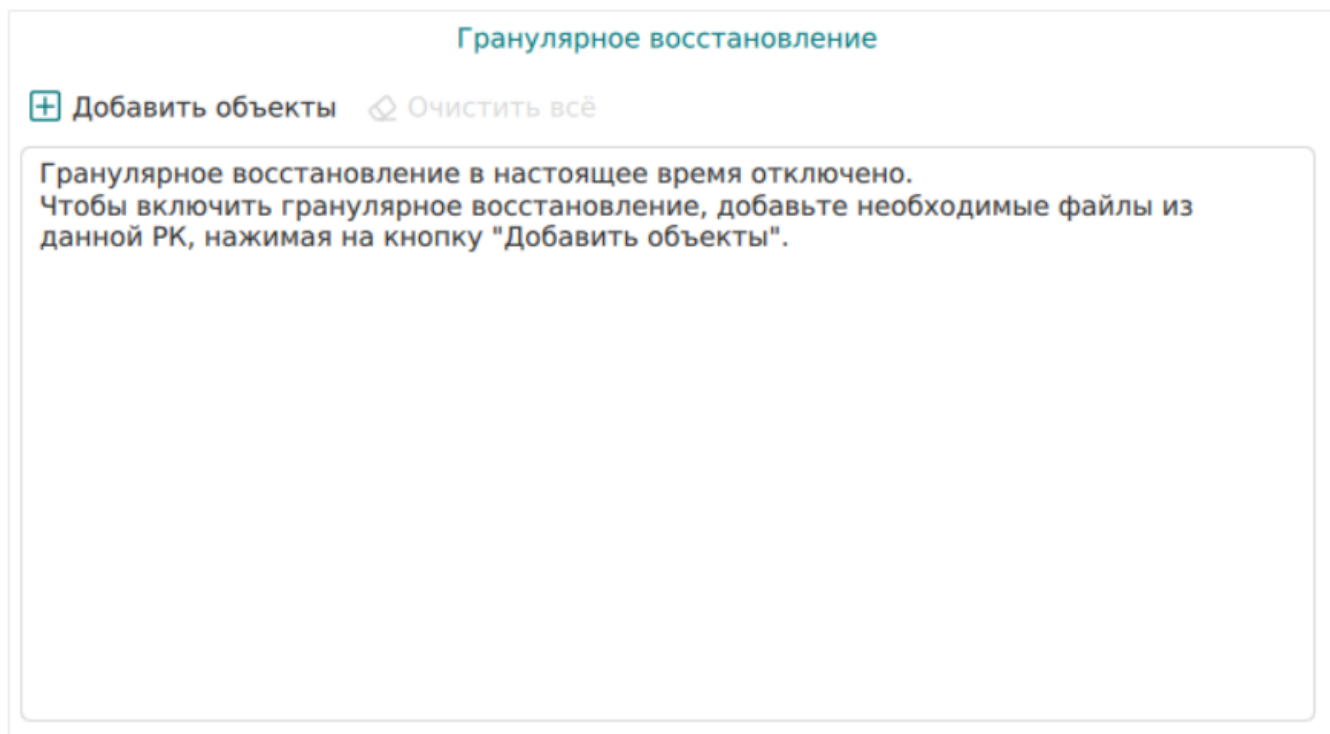 Гранулярное восстановление
Добавить объекты Очистить всё
Гранулярное восстановление в настоящее время отключено.
Чтобы включить гранулярное восстановление, добавьте необходимые файлы из
данной РК, нажимая на кнопку "Добавить объекты".